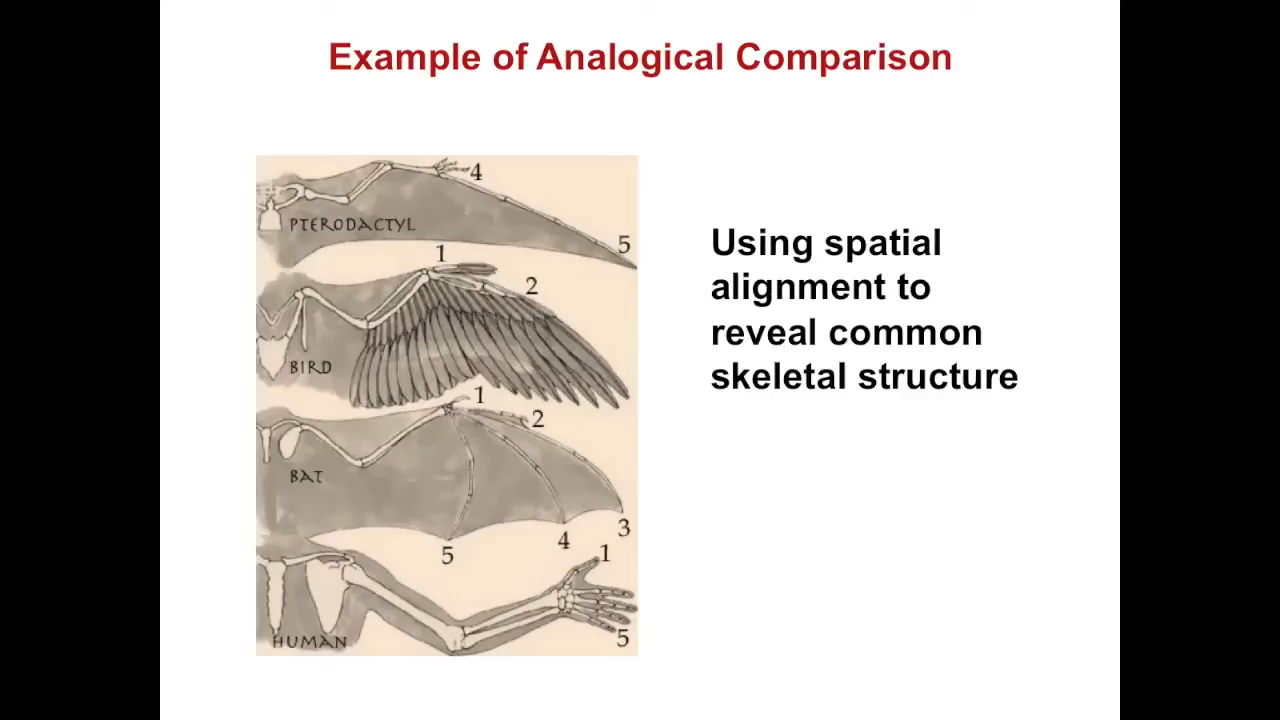 Example of Analogical Comparison
4
PTERODACTYL
5
1
2
BIRD
1
2
BAT
3
4
5
1
HUMAN
5
Using spatial
alignment to
reveal common
skeletal structure